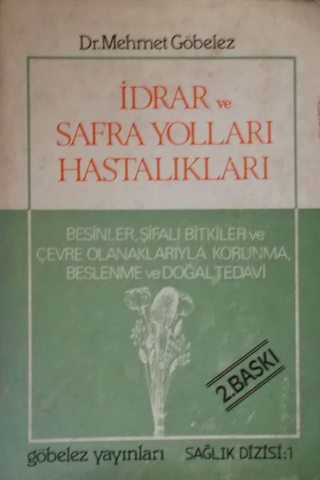 Dr. Mehmet Göbelez
İDRAR ve
SAFRA YOLLARI
HASTALIKLARI
BESİNLER, ŞİFALI BİTKİLER ve
ÇEVRE OLANAKLARIYLA KORUNMA,
BESLENME ve DOĞAL TEDAVİ
2. BASKI
göbelez yayınları SAĞLIK DİZİSİ:1